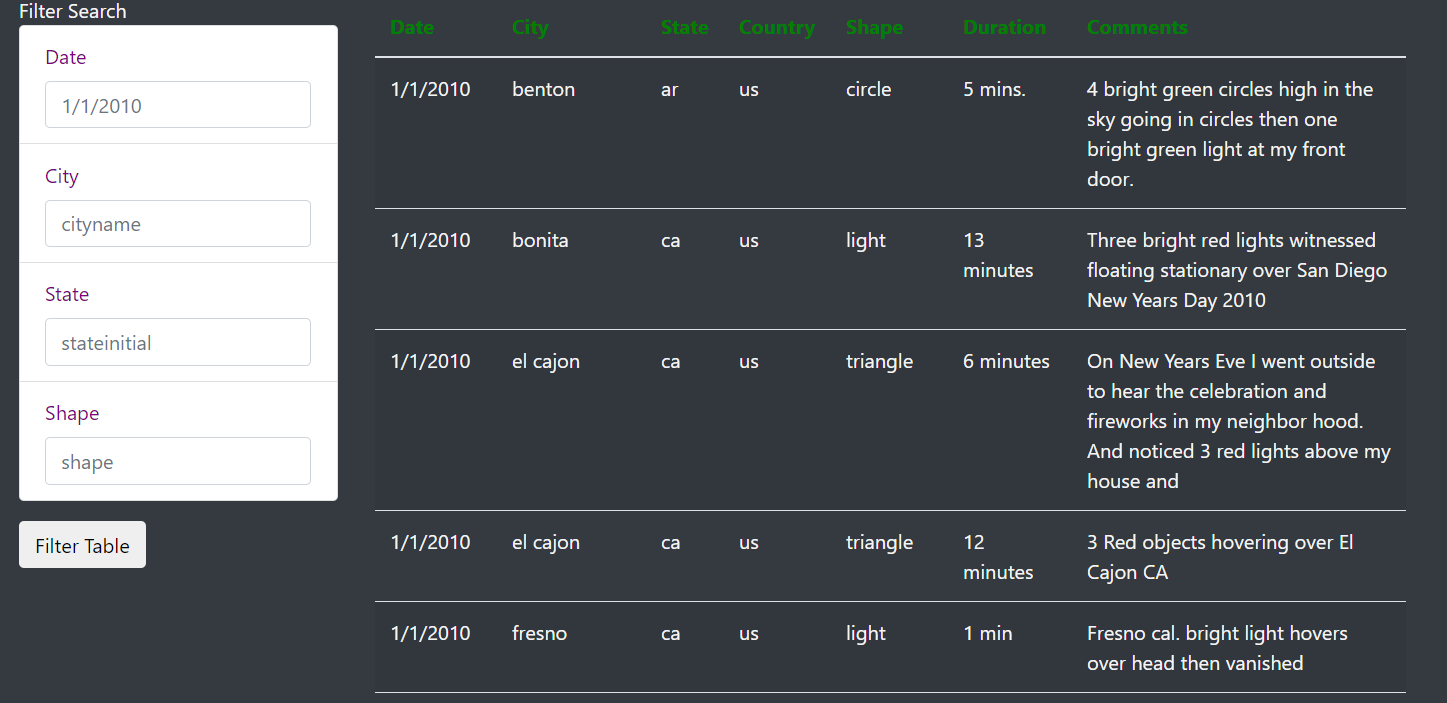 Filter Search
Date
1/1/2010
City
cityname
State
stateinitial
Shape
shape
Filter Table
Date City State Country Shape Duration Comments
1/1/2010 benton ar us circle 5 mins. 4 bright green circles high in the
sky going in circles then one
bright green light at my front
door.
1/1/2010 bonita ca us light 13 Three bright red lights witnessed
minutes floating stationary over San Diego
New Years Day 2010
1/1/2010 el cajon ca us triangle 6 minutes On New Years Eve I went outside
to hear the celebration and
fireworks in my neighbor hood.
And noticed 3 red lights above my
house and
1/1/2010 el cajon ca us triangle 12 3 Red objects hovering over El
minutes Cajon CA
1/1/2010 fresno ca us light 1 min Fresno cal. bright light hovers
over head then vanished